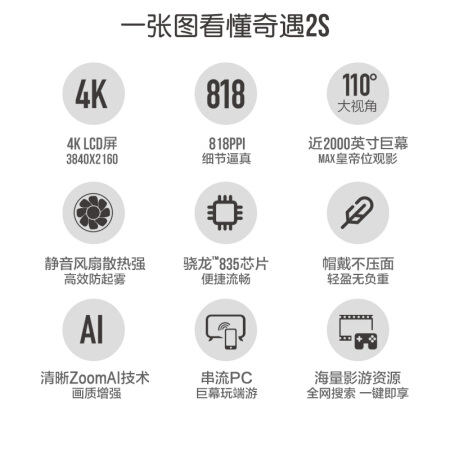 一张图看懂奇遇2S
4K
818
110°
大视角
4K LCD屏
3840X2160
818PPI
细节逼真
近2000英寸巨幕
MAX皇帝位观影
静音风扇散热强
高效防起雾
骁龙™835芯片
便捷流畅
帽戴不压面
轻盈无负重
AI
清晰ZoomAI技术
画质增强
串流PC
巨幕玩端游
海量影游资源
全网搜索 一键即享